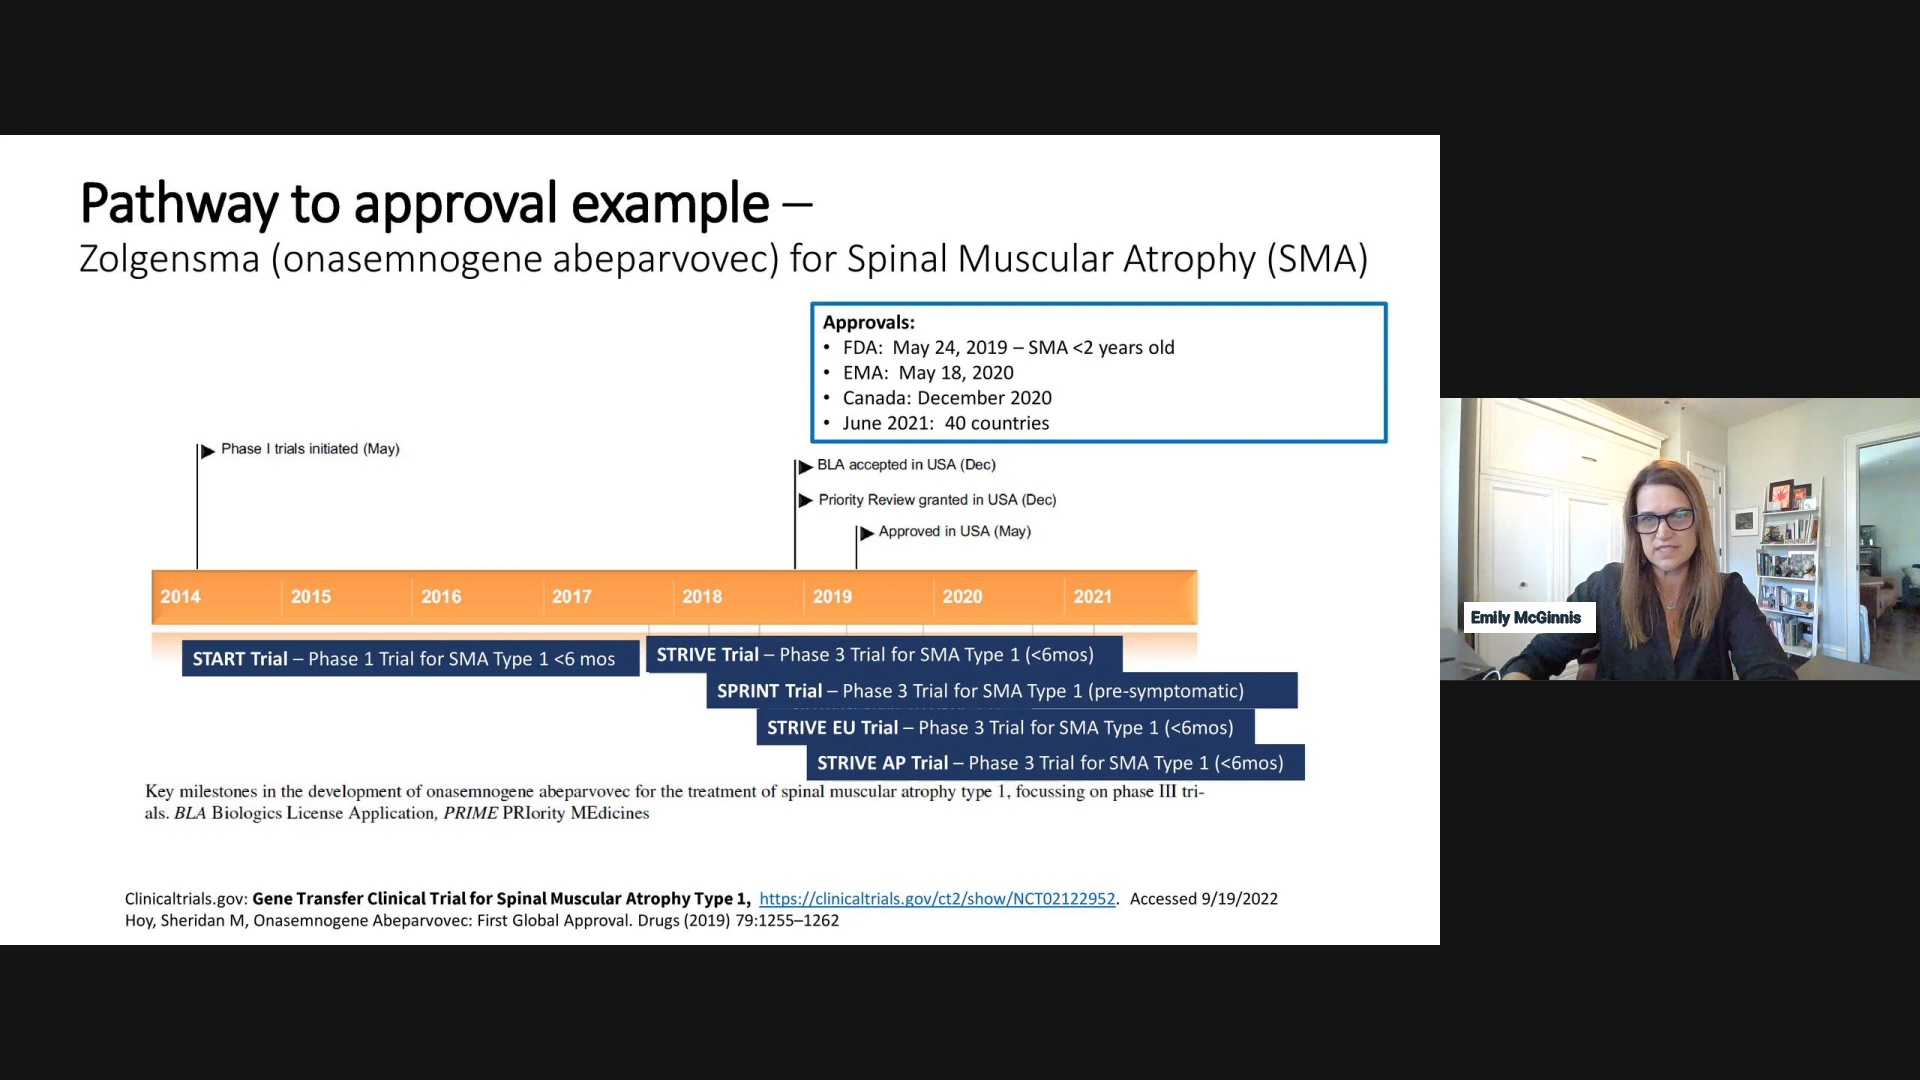 Pathway to approval example –
Zolgensma (onasemnogene abeparvovec) for Spinal Muscular Atrophy (SMA)
Approvals:
• FDA: May 24, 2019 – SMA <2 years old
• EMA: May 18, 2020
• Canada: December 2020
• June 2021: 40 countries
Phase I trials initiated (May)
BLA accepted in USA (Dec)
Priority Review granted in USA (Dec)
Approved in USA (May)
2014 2015 2016 2017 2018 2019 2020 2021
START Trial – Phase 1 Trial for SMA Type 1 <6 mos
STRIVE Trial – Phase 3 Trial for SMA Type 1 (<6mos)
SPRINT Trial – Phase 3 Trial for SMA Type 1 (pre-symptomatic)
STRIVE EU Trial – Phase 3 Trial for SMA Type 1 (<6mos)
STRIVE AP Trial – Phase 3 Trial for SMA Type 1 (<6mos)
Key milestones in the development of onasemnogene abeparvovec for the treatment of spinal muscular atrophy type 1, focussing on phase III tri-
als. BLA Biologics License Application, PRIME PRIority MEdicines
Clinicaltrials.gov: Gene Transfer Clinical Trial for Spinal Muscular Atrophy Type 1, https://clinicaltrials.gov/ct2/show/NCT02122952. Accessed 9/19/2022
Hoy, Sheridan M, Onasemnogene Abeparvovec: First Global Approval. Drugs (2019) 79:1255–1262
Emily McGinnis